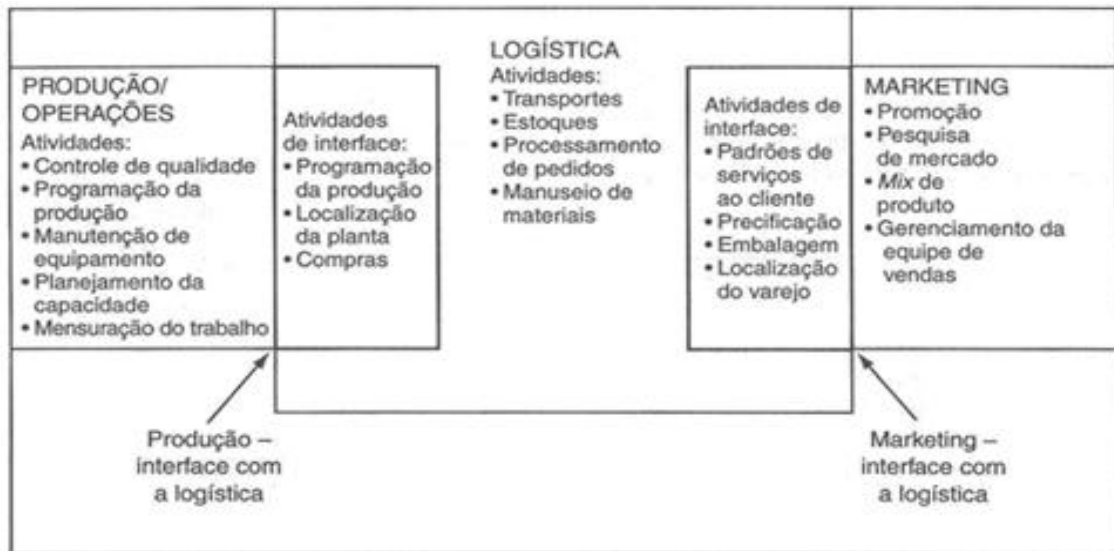 PRODUÇÃO/
OPERAÇÕES
Atividades:
• Controle de qualidade
• Programação da
produção
• Manutenção de
equipamento
• Planejamento da
capacidade
• Mensuração do trabalho
Atividades
de interface:
• Programação
da produção
• Localização
da planta
• Compras
LOGÍSTICA
Atividades:
• Transportes
• Estoques
• Processamento
de pedidos
• Manuseio de
materiais
Atividades de
interface:
• Padrões de
serviços
ao cliente
• Precificação
• Embalagem
• Localização
do varejo
MARKETING
• Promoção
• Pesquisa
de mercado
• Mix de
produto
• Gerenciamento da
equipe de
vendas
Produção –
interface com
a logística
Marketing –
interface com
a logística